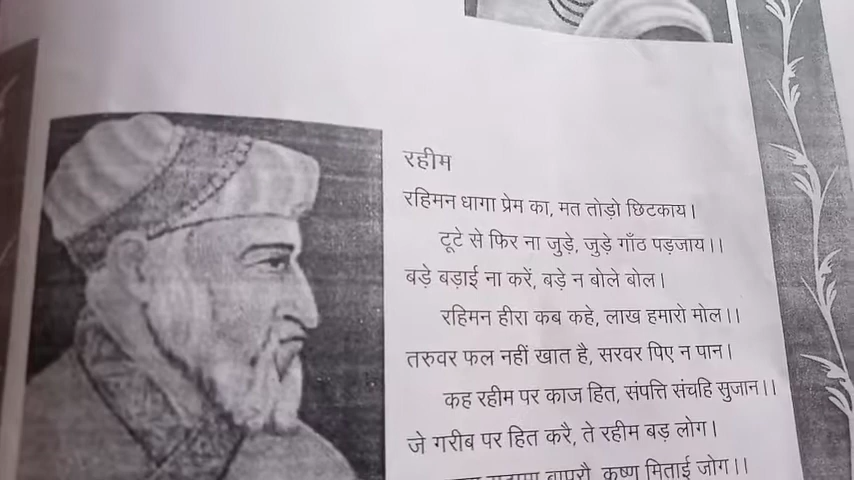 रहीम
रहिमन धागा प्रेम का, मत तोड़ो छिटकाय।
टूटे से फिर ना जुड़े, जुड़े गाँठ पड़जाय।।
बड़े बड़ाई ना करें, बड़े न बोले बोल।
रहिमन हीरा कब कहे, लाख हमारो मोल।।
तरुवर फल नहीं खात है, सरवर पिए न पान।
कह रहीम पर काज हित, संपत्ति संचहि सुजान।।
जे गरीब पर हित करै, ते रहीम बड़ लोग।
बापुरौ, कृष्ण मिताई जोग।।